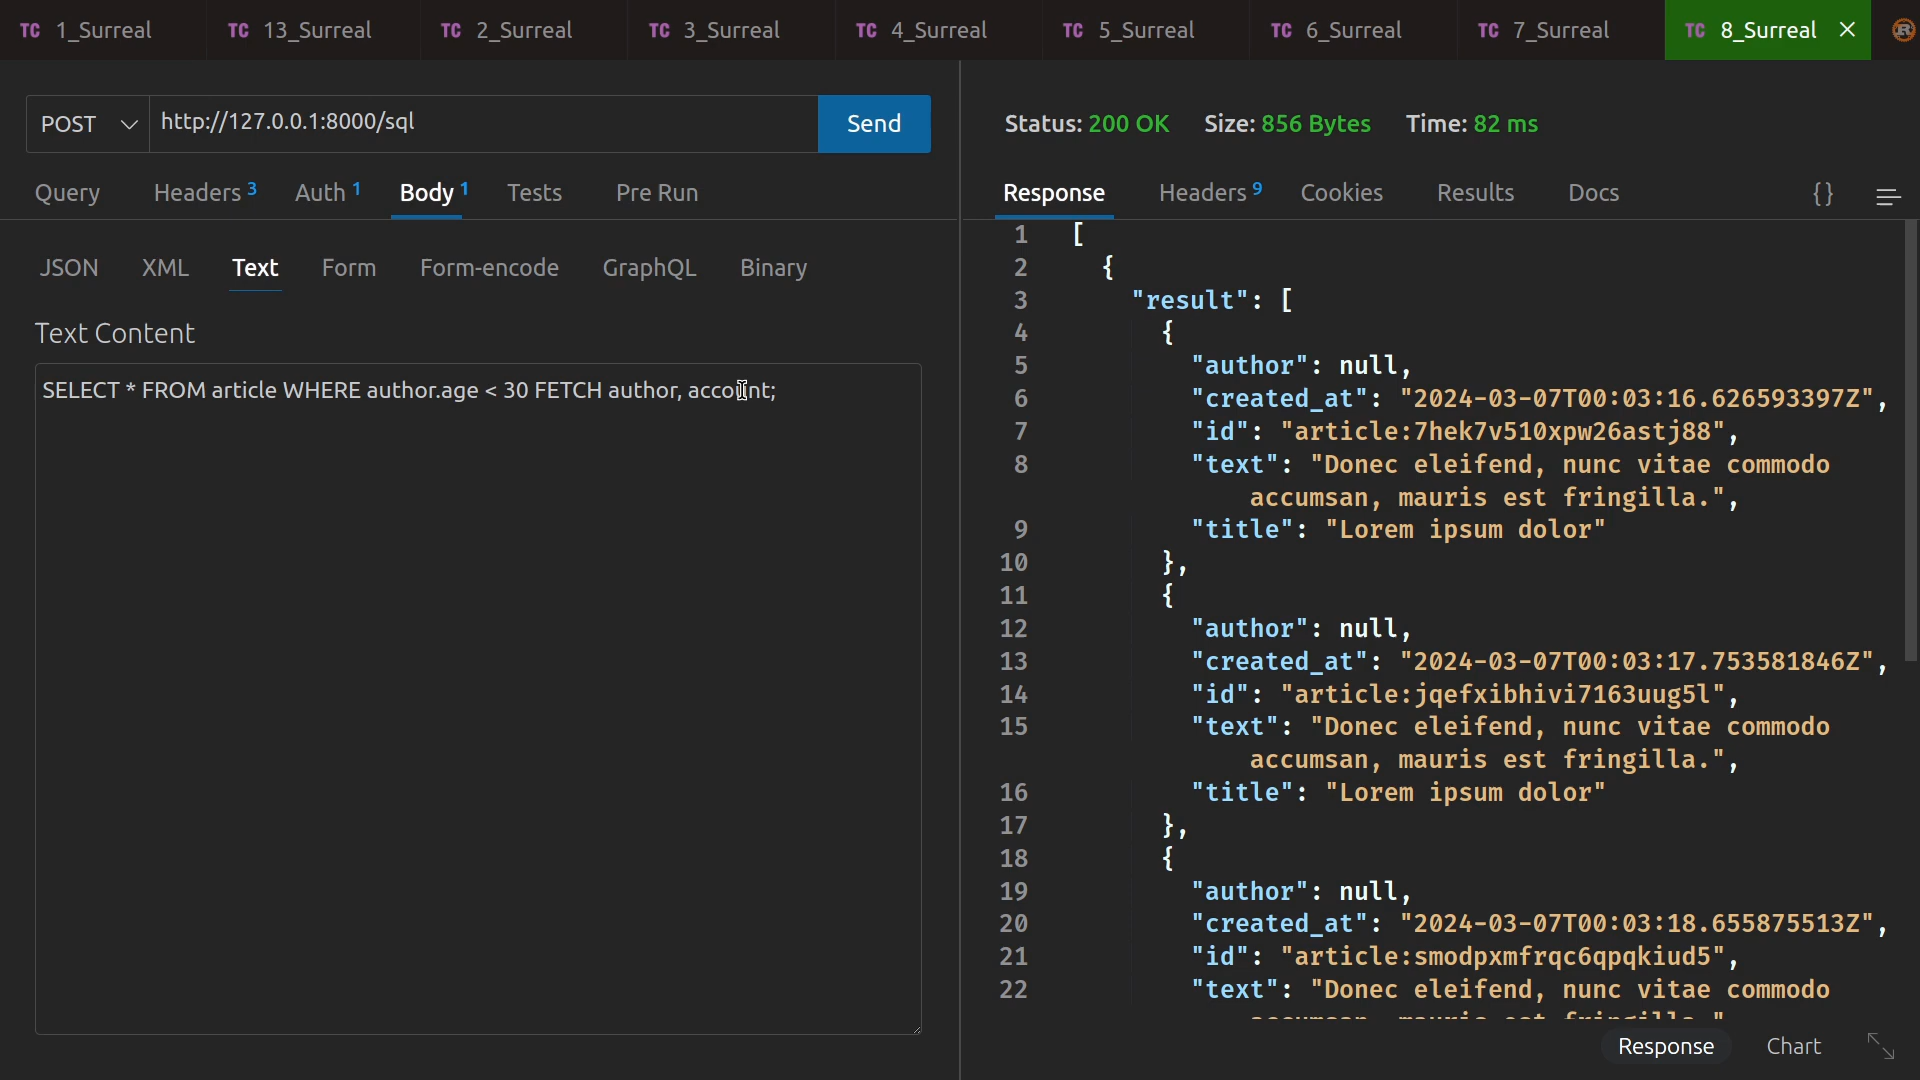 TC 1_Surreal TC 13_Surreal TC 2_Surreal TC 3_Surreal TC 4_Surreal TC 5_Surreal TC 6_Surreal TC 7_Surreal TC 8_Surreal
POST http://127.0.0.1:8000/sql Send
Query Headers 3 Auth 1 Body 1 Tests Pre Run
JSON XML Text Form Form-encode GraphQL Binary
Text Content
SELECT * FROM article WHERE author.age < 30 FETCH author, account;
Status: 200 OK Size: 856 Bytes Time: 82 ms
Response Headers 9 Cookies Results Docs {}
1 [
2 {
3 "result": [
4 {
5 "author": null,
6 "created_at": "2024-03-07T00:03:16.626593397Z",
7 "id": "article:7hek7v510xpw26astj88",
8 "text": "Donec eleifend, nunc vitae commodo
accumsan, mauris est fringilla.",
9 "title": "Lorem ipsum dolor"
10 },
11 {
12 "author": null,
13 "created_at": "2024-03-07T00:03:17.753581846Z",
14 "id": "article:jqefxibhivi7163uug5l",
15 "text": "Donec eleifend, nunc vitae commodo
accumsan, mauris est fringilla.",
16 "title": "Lorem ipsum dolor"
17 },
18 {
19 "author": null,
20 "created_at": "2024-03-07T00:03:18.655875513Z",
21 "id": "article:smodpxmfrqc6qpqkiud5",
22 "text": "Donec eleifend, nunc vitae commodo
accumsan, mauris est fringilla."
Response Chart